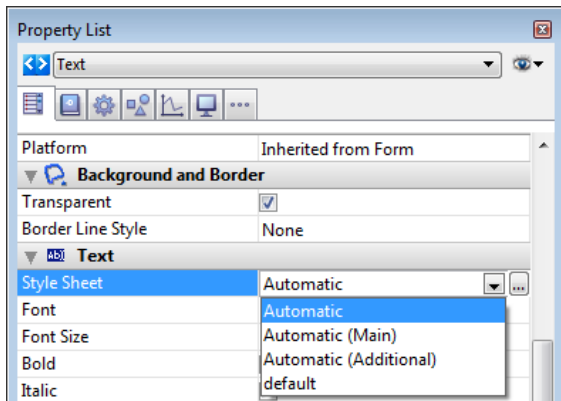 Property List
Text
Platform Inherited from Form
Background and Border
Transparent
Border Line Style None
Text
Style Sheet Automatic
Font Automatic
Font Size Automatic (Main)
Bold Automatic (Additional)
Italic default